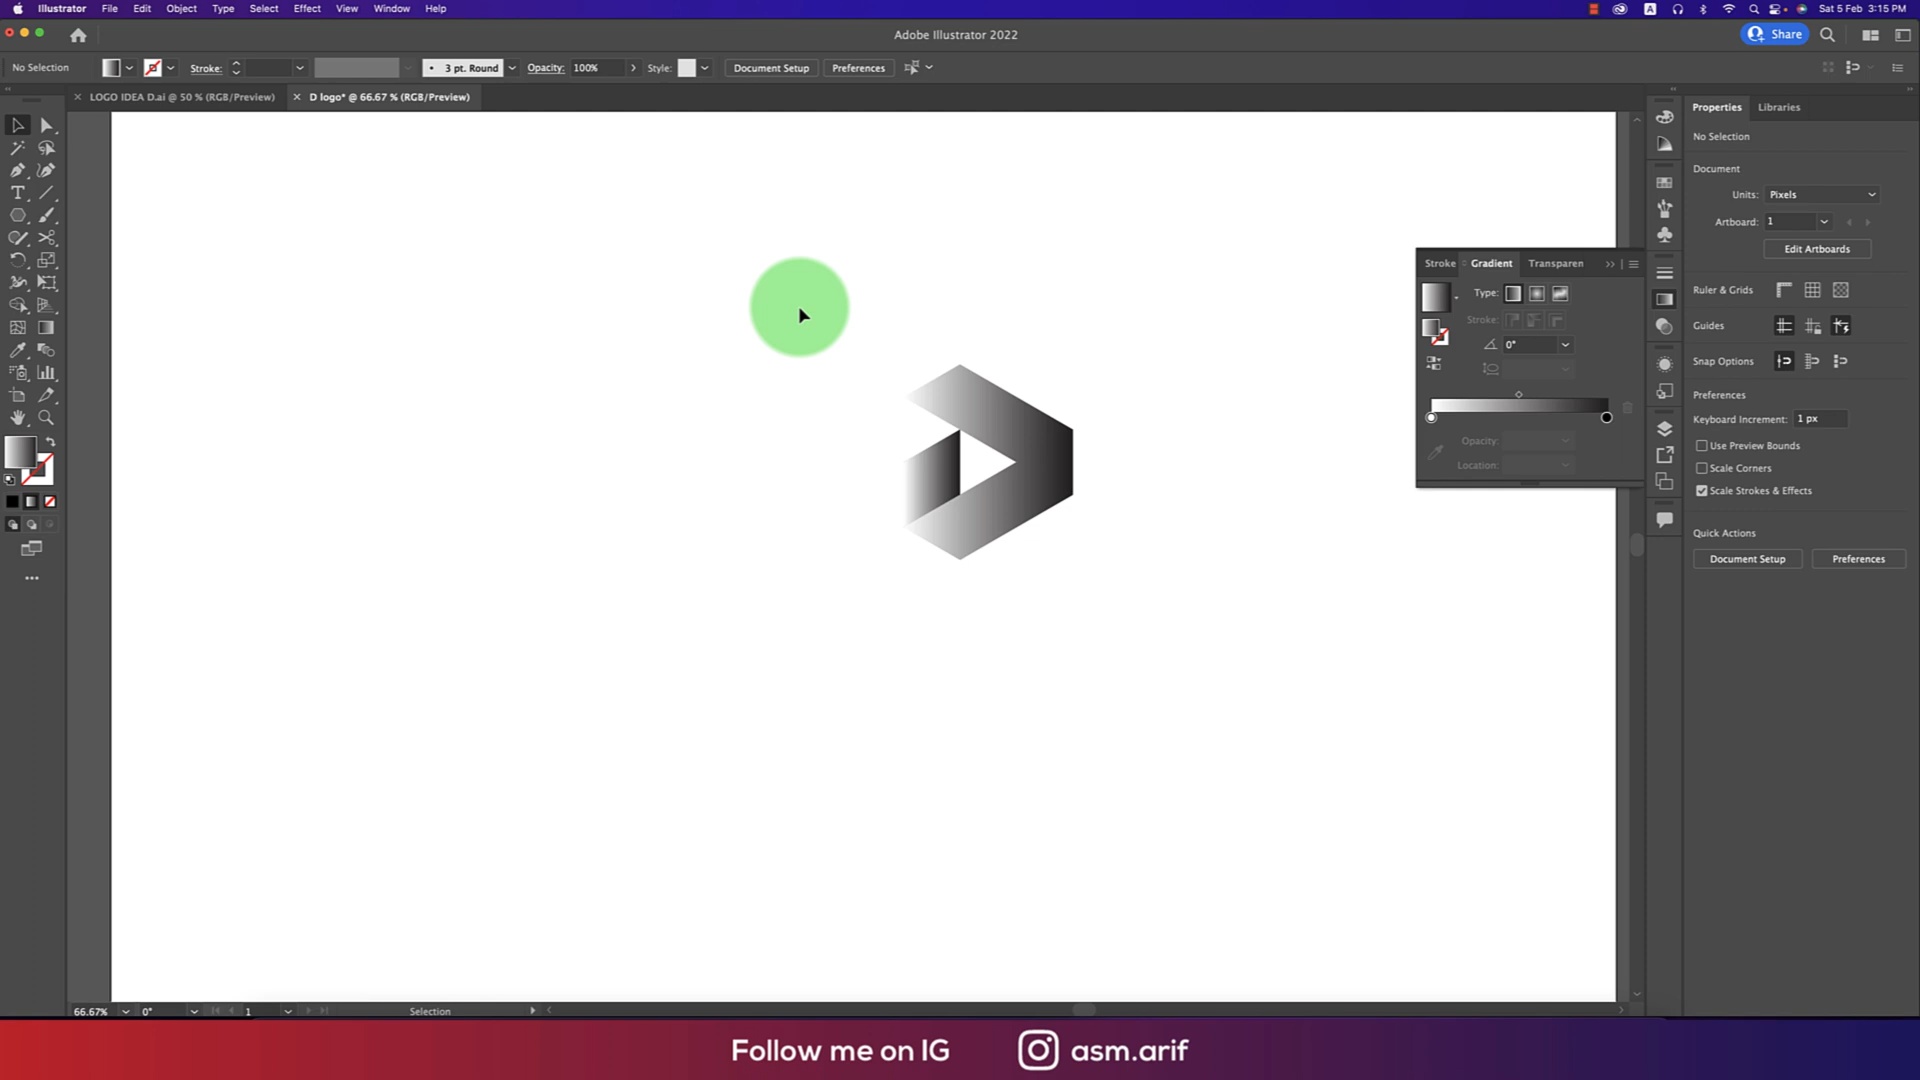 Illustrator File Edit Object Type Select Effect View Window Help
A
Sat 5 Feb 3:15 PM
Adobe Illustrator 2022
Share
No Selection
Stroke:
3 pt. Round
Opacity: 100%
Style:
Document Setup
Preferences
LOGO IDEA D.ai @ 50 % (RGB/Preview)
D logo* @ 66.67 % (RGB/Preview)
Properties
Libraries
No Selection
Document
Units: Pixels
Artboard: 1
Edit Artboards
Stroke
Gradient
Transparen
Type:
Stroke:
0°
Opacity:
Location:
Ruler & Grids
Guides
Snap Options
Preferences
Keyboard Increment: 1 px
Use Preview Bounds
Scale Corners
Scale Strokes & Effects
Quick Actions
Document Setup
Preferences
66.67%
0°
1
Selection
Follow me on IG
asm.arif